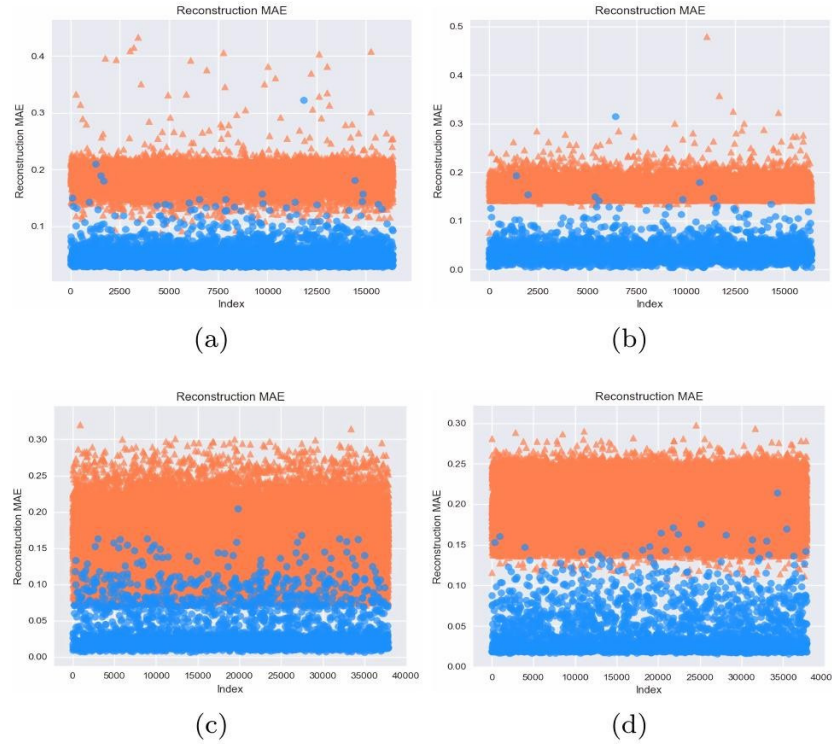 Reconstruction MAE
Reconstruction MAE
0.4
0.3
0.2
0.1
Reconstruction MAE
0 2500 5000 7500 10000 12500 15000
Index
(a)
Reconstruction MAE
Reconstruction MAE
0.5
0.4
0.3
0.2
0.1
0.0
0 2500 5000 7500 10000 12500 15000
Index
(b)
Reconstruction MAE
Reconstruction MAE
0.30
0.25
0.20
0.15
0.10
0.05
0.00
0 5000 10000 15000 20000 25000 30000 35000 40000
Index
(c)
Reconstruction MAE
Reconstruction MAE
0.30
0.25
0.20
0.15
0.10
0.05
0.00
0 5000 10000 15000 20000 25000 30000 35000 4000
Index
(d)